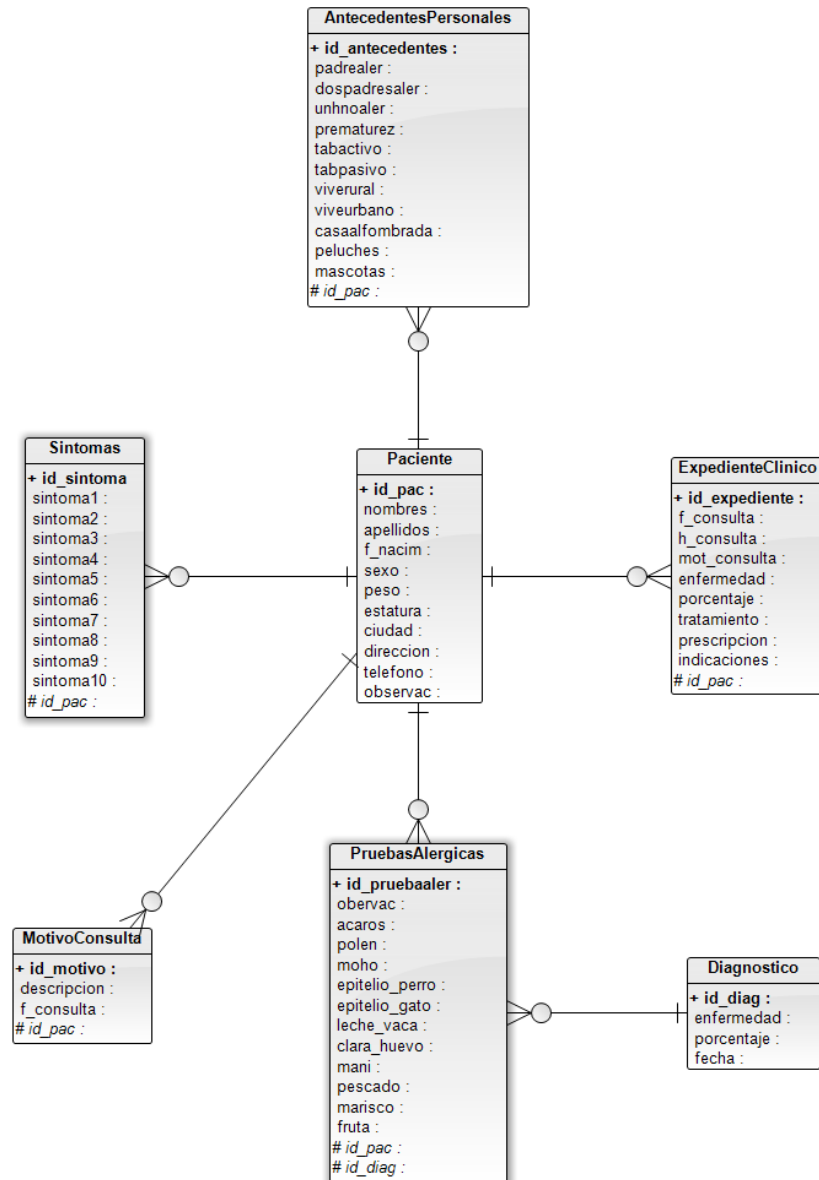 AntecedentesPersonales
+ id_antecedentes :
padrealer :
dospadresaler :
unhnoaler :
prematurez :
tabactivo :
tabpasivo :
viverural :
viveurbano :
casaalfombrada :
peluches :
mascotas :
# id_pac :
Sintomas
+ id_sintoma
sintoma1 :
sintoma2 :
sintoma3 :
sintoma4 :
sintoma5 :
sintoma6 :
sintoma7 :
sintoma8 :
sintoma9 :
sintoma10 :
# id_pac :
Paciente
+ id_pac :
nombres :
apellidos :
f_nacim :
sexo :
peso :
estatura :
ciudad :
direccion :
telefono :
observac :
ExpedienteClinico
+ id_expediente :
f_consulta :
h_consulta :
mot_consulta :
enfermedad :
porcentaje :
tratamiento :
prescripcion :
indicaciones :
# id_pac :
MotivoConsulta
+ id_motivo :
descripcion :
f_consulta :
# id_pac :
PruebasAlergicas
+ id_pruebaaler :
obervac :
acaros :
polen :
moho :
epitelio_perro :
epitelio_gato :
leche_vaca :
clara_huevo :
mani :
pescado :
marisco :
fruta :
# id_pac :
# id_diag :
Diagnostico
+ id_diag :
enfermedad :
porcentaje :
fecha :